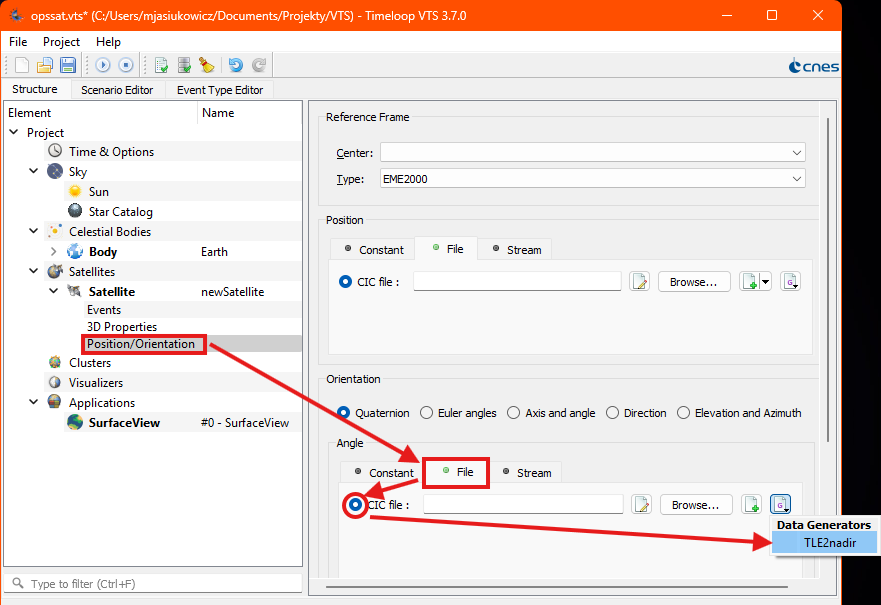 opssat.vts* (C:/Users/mjasiukowicz/Documents/Projekty/VTS) - Timeloop VTS 3.7.0
File Project Help
cnes
Structure Scenario Editor Event Type Editor
Element Name
Project
Time & Options
Sky
Sun
Star Catalog
Celestial Bodies
Body Earth
Satellites
Satellite newSatellite
Events
3D Properties
Position/Orientation
Clusters
Visualizers
Applications
SurfaceView #0 - SurfaceView
Type to filter (Ctrl+F)
Reference Frame
Center:
Type: EME2000
Position
Constant File Stream
CIC file : Browse...
Orientation
Quaternion Euler angles Axis and angle Direction Elevation and Azimuth
Angle
Constant File Stream
CIC file : Browse...
Data Generators
TLE2nadir